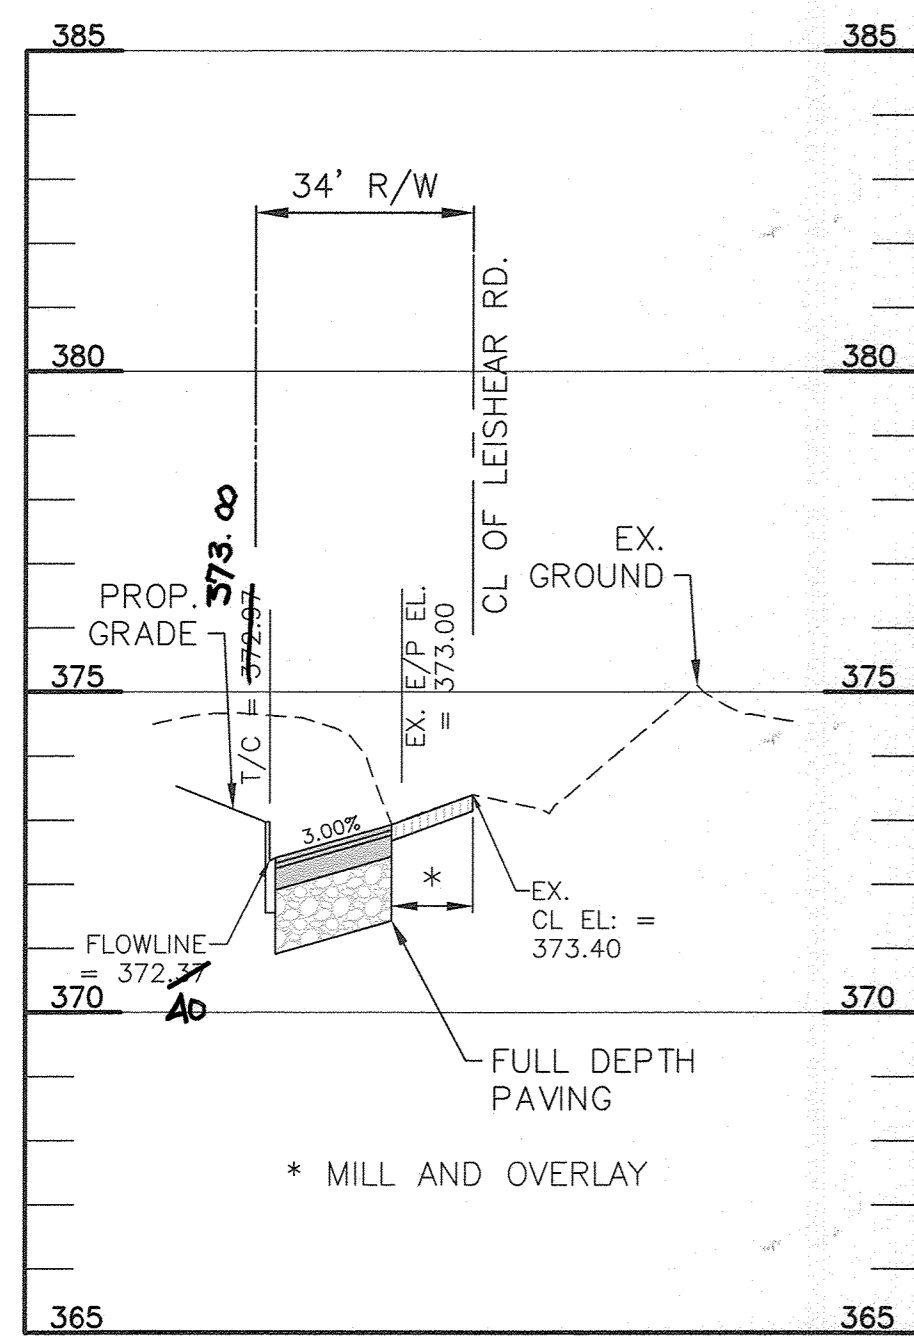 385 385
34' R/W
CL OF LEISHEAR RD.
380 380
373.00
EX.
GROUND
PROP.
GRADE
T/C = 372.97
EX. E/P EL.
= 373.00
375 375
3.00%
*
EX.
CL EL: =
373.40
FLOWLINE
= 372.37
40
370 370
FULL DEPTH
PAVING
* MILL AND OVERLAY
365 365